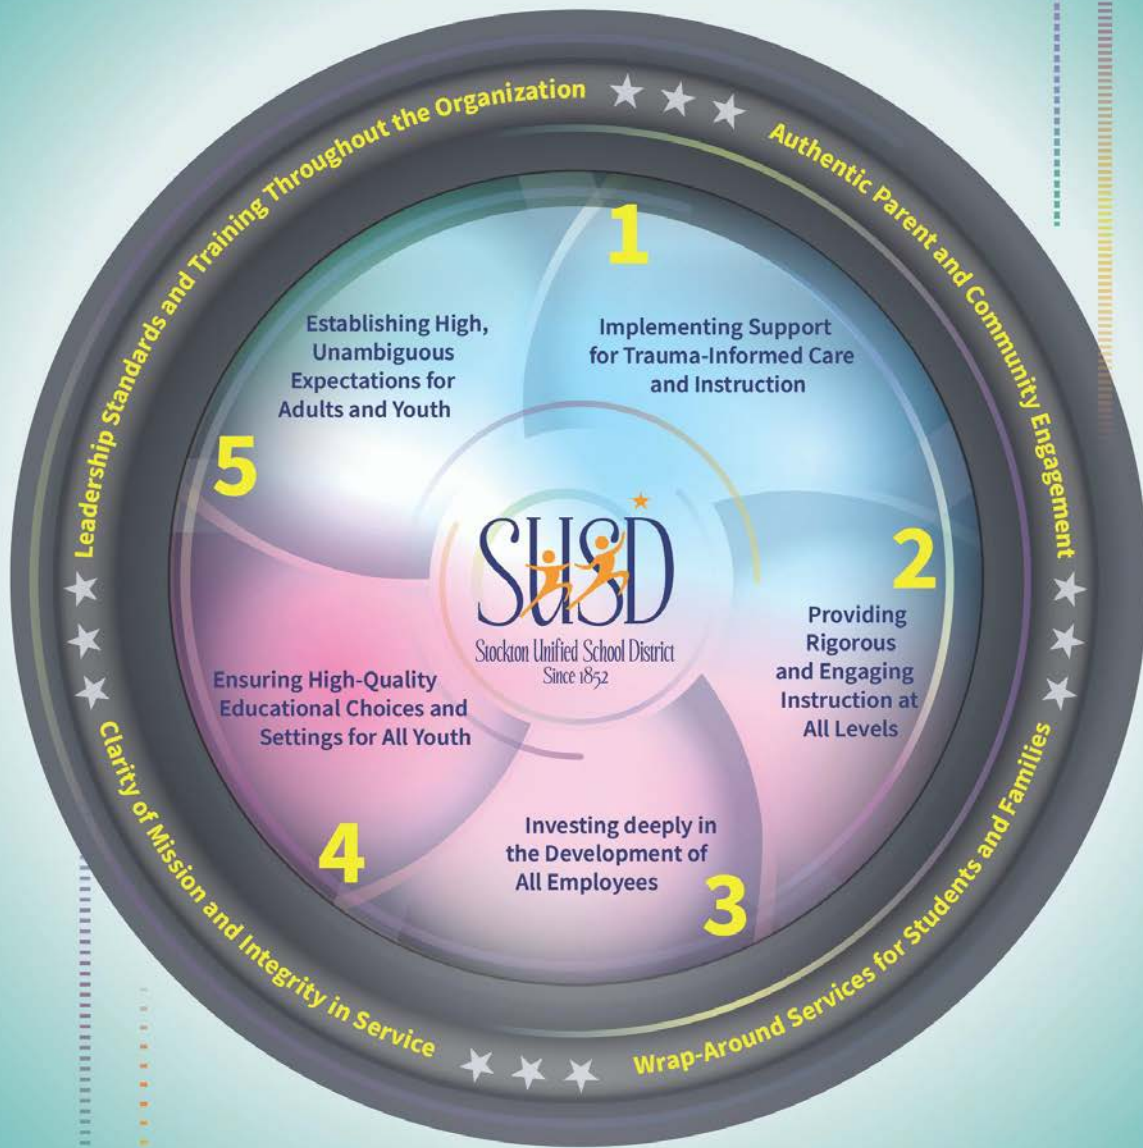 Leadership Standards and Training Throughout the Organization
Authentic Parent and Community Engagement
Wrap-Around Services for Students and Families
Clarity of Mission and Integrity in Service
1
Implementing Support
for Trauma-Informed Care
and Instruction
2
Providing
Rigorous
and Engaging
Instruction at
All Levels
3
Investing deeply in
the Development of
All Employees
4
Ensuring High-Quality
Educational Choices and
Settings for All Youth
5
Establishing High,
Unambiguous
Expectations for
Adults and Youth
SUSD
Stockton Unified School District
Since 1852